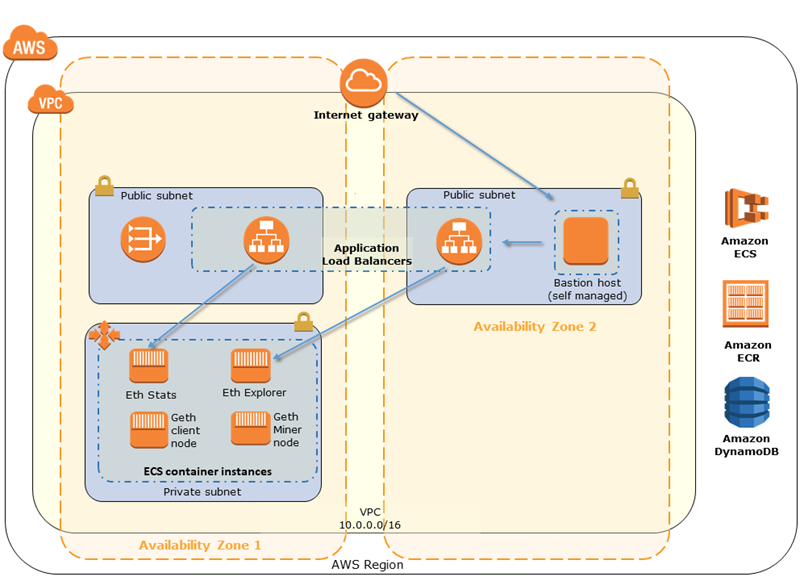 AWS
VPC
Internet gateway
Public subnet
Public subnet
Application
Load Balancers
Bastion host
(self managed)
Availability Zone 2
Eth Stats
Eth Explorer
Geth
client
node
Geth
Miner
node
ECS container instances
Private subnet
VPC
10.0.0.0/16
Availability Zone 1
AWS Region
Amazon
ECS
Amazon
ECR
Amazon
DynamoDB